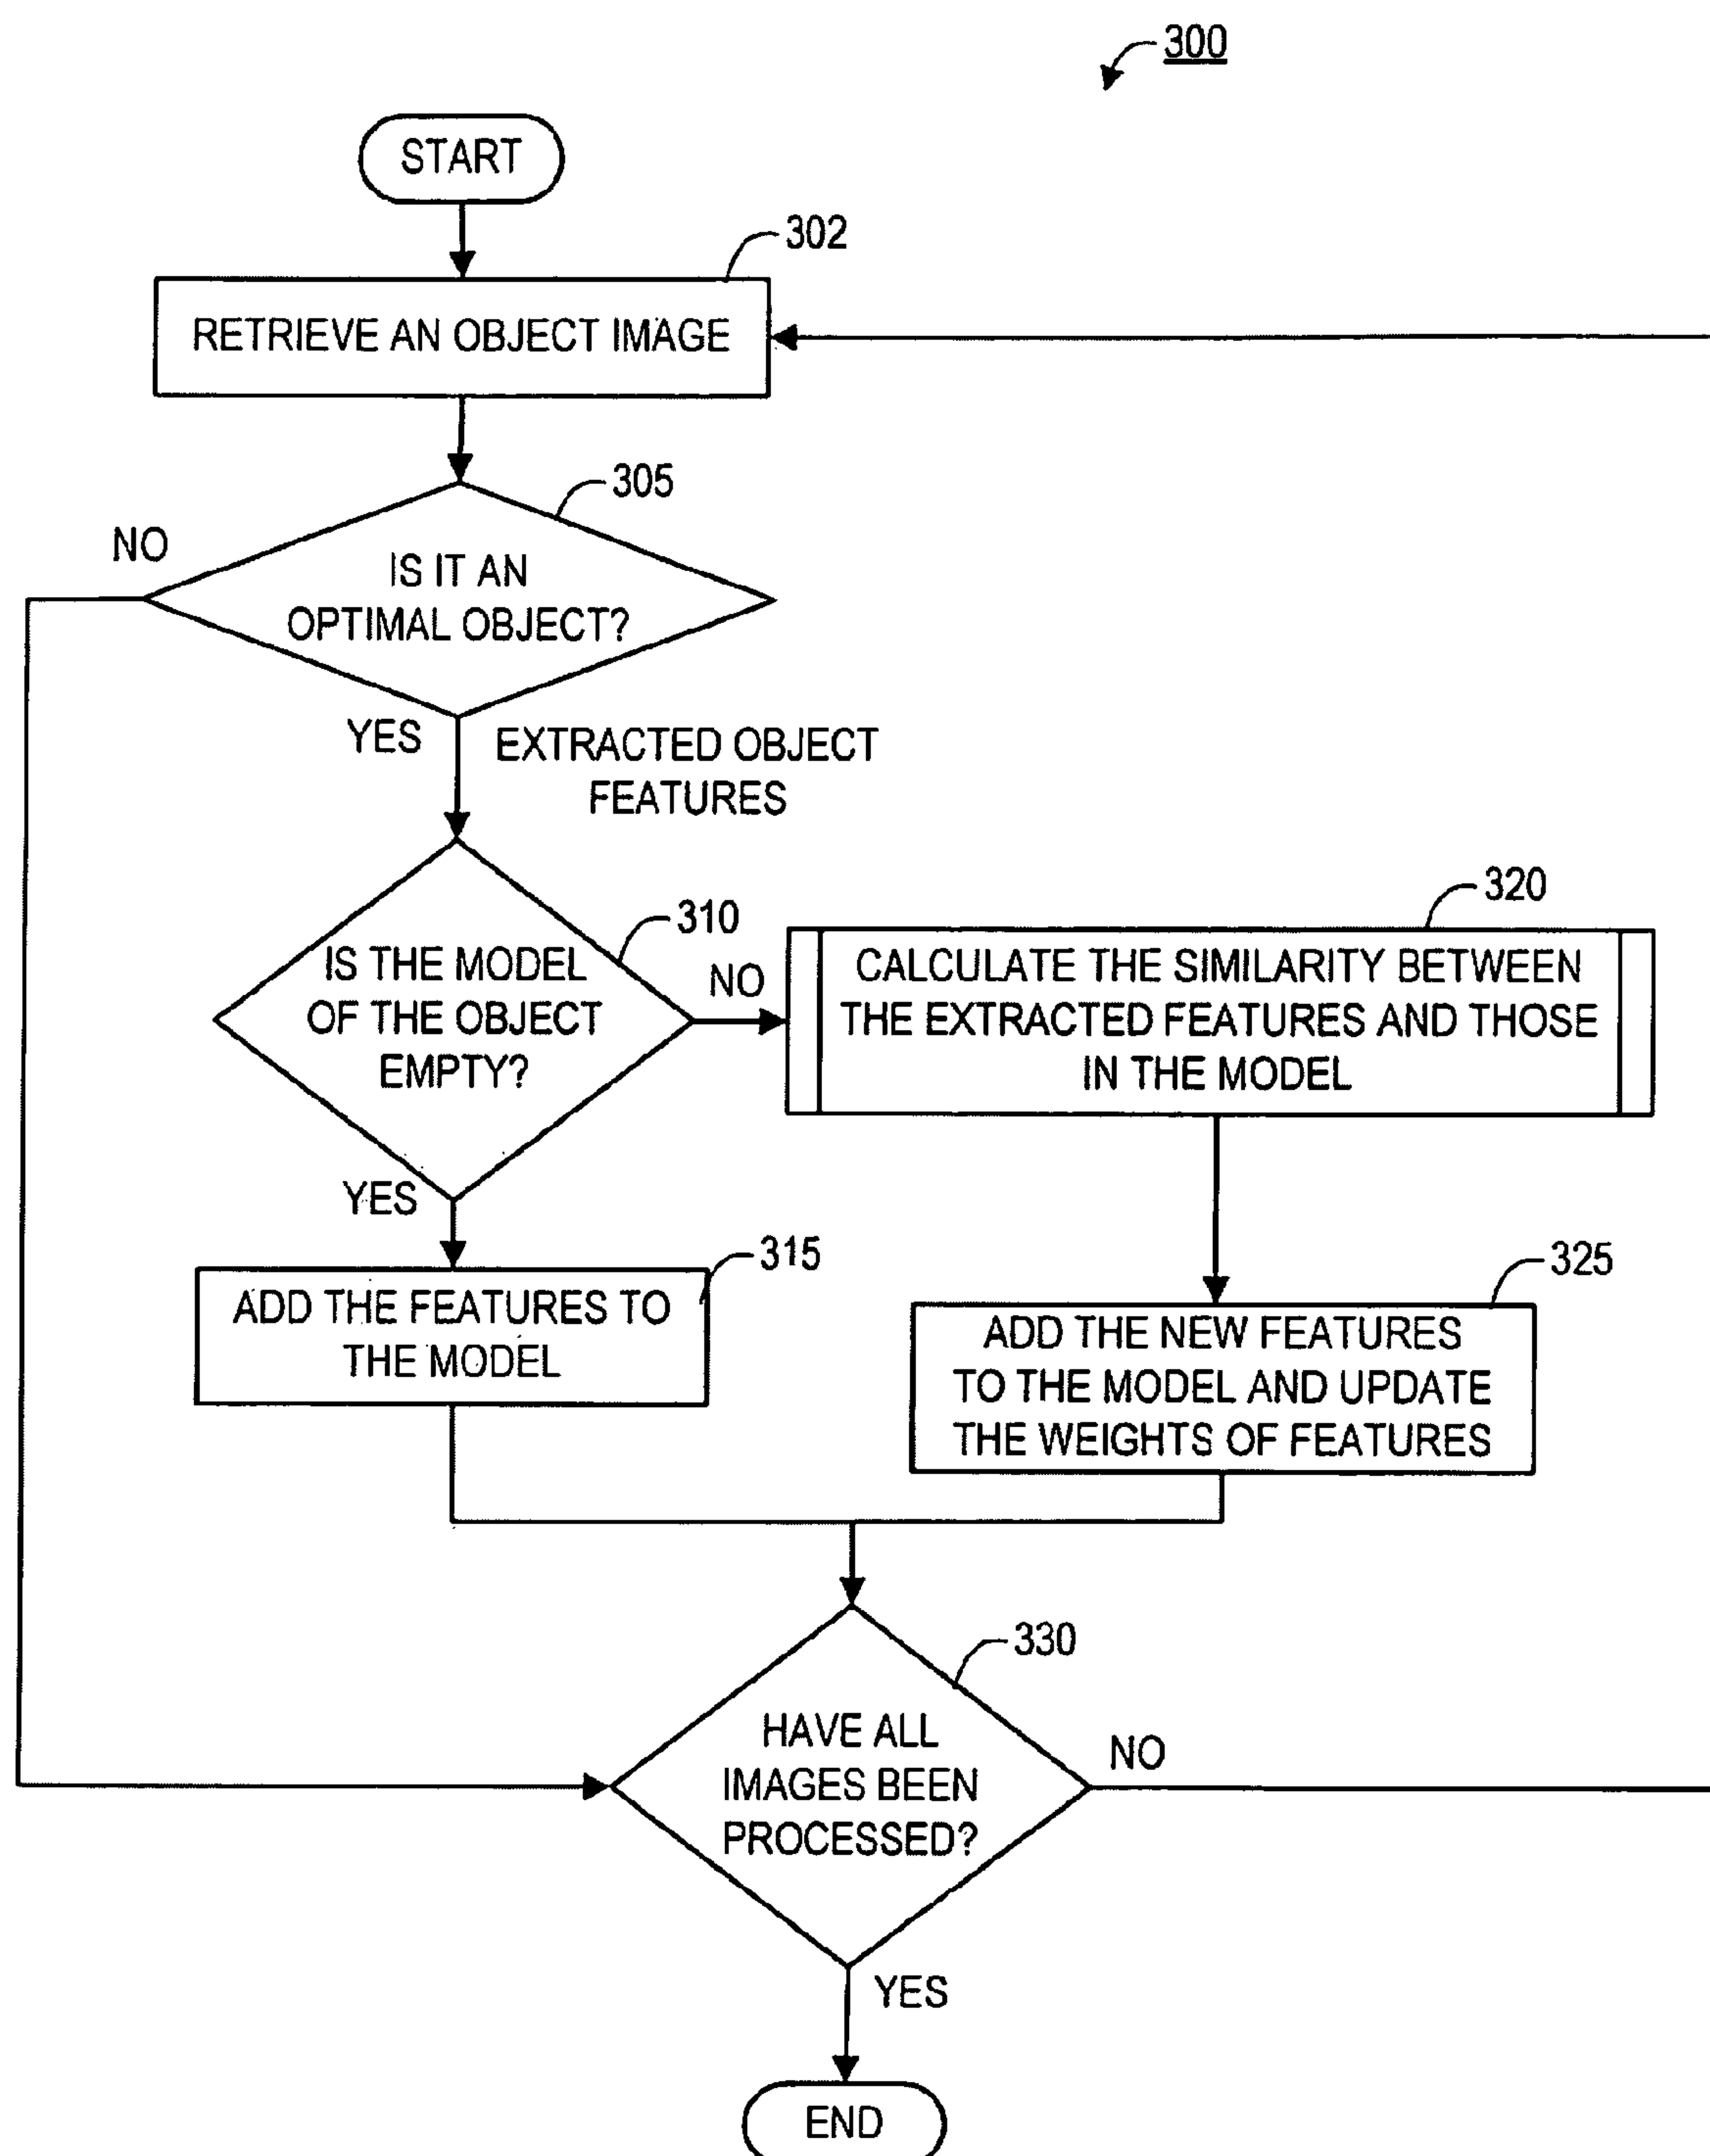 300
START
302
RETRIEVE AN OBJECT IMAGE
305
NO
IS IT AN
OPTIMAL OBJECT?
YES
EXTRACTED OBJECT
FEATURES
310
IS THE MODEL
OF THE OBJECT
EMPTY?
NO
320
CALCULATE THE SIMILARITY BETWEEN
THE EXTRACTED FEATURES AND THOSE
IN THE MODEL
YES
315
ADD THE FEATURES TO
THE MODEL
325
ADD THE NEW FEATURES
TO THE MODEL AND UPDATE
THE WEIGHTS OF FEATURES
330
HAVE ALL
IMAGES BEEN
PROCESSED?
NO
YES
END